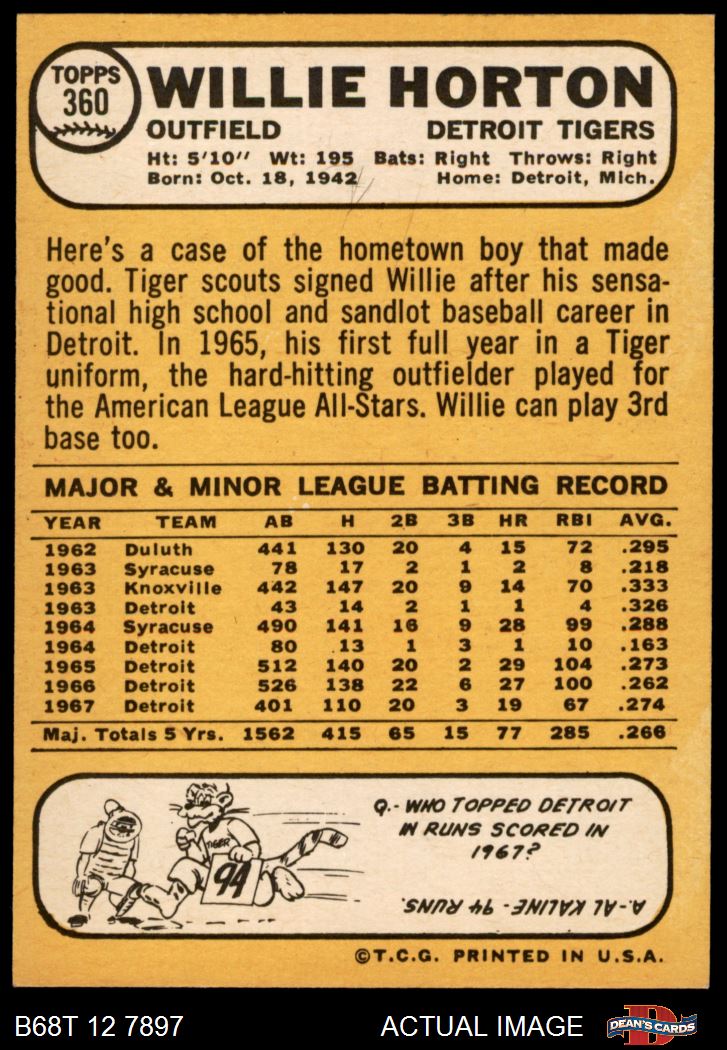 TOPPS
360
WILLIE HORTON
OUTFIELD DETROIT TIGERS
Ht: 5'10" Wt: 195 Bats: Right Throws: Right
Born: Oct. 18, 1942 Home: Detroit, Mich.
Here's a case of the hometown boy that made
good. Tiger scouts signed Willie after his sensa-
tional high school and sandlot baseball career in
Detroit. In 1965, his first full year in a Tiger
uniform, the hard-hitting outfielder played for
the American League All-Stars. Willie can play 3rd
base too.
MAJOR & MINOR LEAGUE BATTING RECORD
YEAR TEAM AB H 2B 3B HR RBI AVG.
1962 Duluth 441 130 20 4 15 72 .295
1963 Syracuse 78 17 2 1 2 8 .218
1963 Knoxville 442 147 20 9 14 70 .333
1963 Detroit 43 14 2 1 1 4 .326
1964 Syracuse 490 141 16 9 28 99 .288
1964 Detroit 80 13 1 3 1 10 .163
1965 Detroit 512 140 20 2 29 104 .273
1966 Detroit 526 138 22 6 27 100 .262
1967 Detroit 401 110 20 3 19 67 .274
Maj. Totals 5 Yrs. 1562 415 65 15 77 285 .266
TIGER
94
Q.- WHO TOPPED DETROIT
IN RUNS SCORED IN
1967?
A.- AL KALINE - 94 RUNS.
©T.C.G. PRINTED IN U.S.A.
B68T 12 7897 ACTUAL IMAGE
D
DEAN'S CARDS